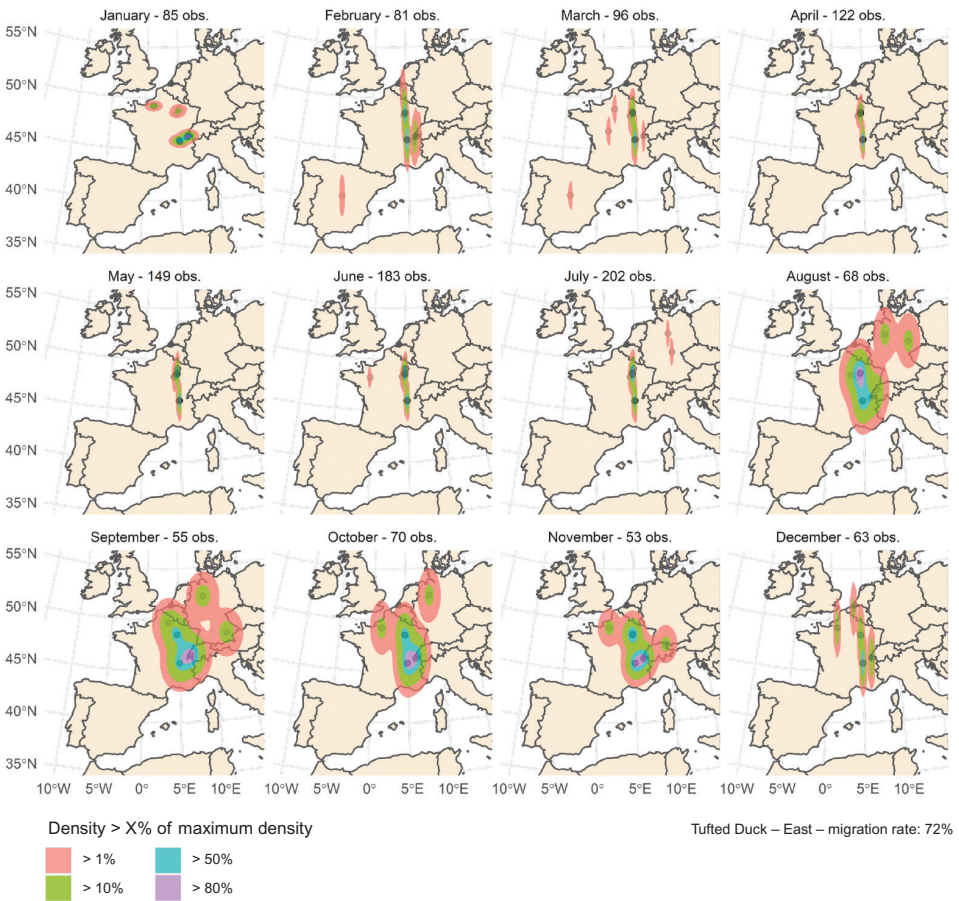 January - 85 obs.
February - 81 obs.
March - 96 obs.
April - 122 obs.
55°N
50°N
45°N
40°N
35°N
May - 149 obs.
June - 183 obs.
July - 202 obs.
August - 68 obs.
55°N
50°N
45°N
40°N
35°N
September - 55 obs.
October - 70 obs.
November - 53 obs.
December - 63 obs.
55°N
50°N
45°N
40°N
35°N
10°W 5°W 0° 5°E 10°E 10°W 5°W 0° 5°E 10°E 10°W 5°W 0° 5°E 10°E 10°W 5°W 0° 5°E 10°E
Density > X% of maximum density
Tufted Duck – East – migration rate: 72%
> 1%
> 50%
> 10%
> 80%